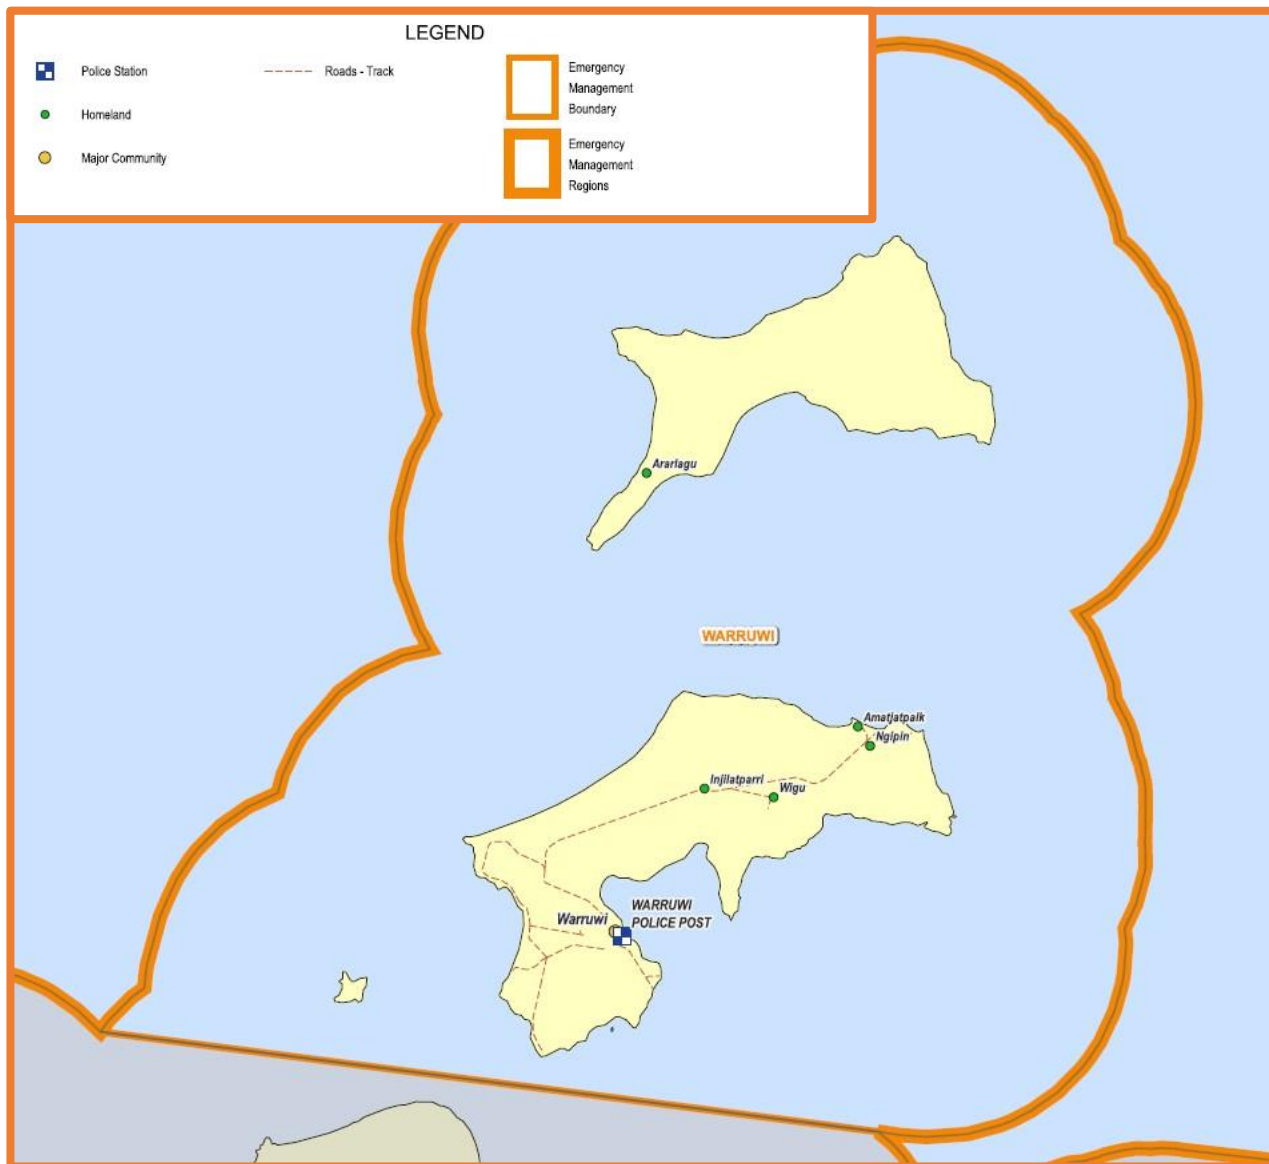 LEGEND
Police Station
Roads - Track
Emergency
Management
Boundary
Homeland
Major Community
Emergency
Management
Regions
Ararlagu
WARRUWI
Amatjatpalk
Ngipin
Injilatparri
Wigu
WARRUWI
POLICE POST
Warruwi